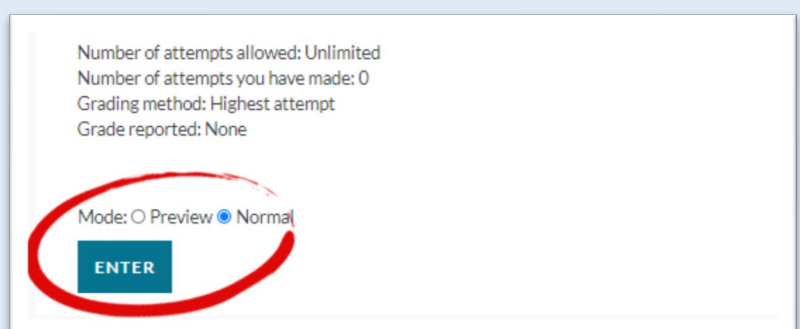 Number of attempts allowed: Unlimited
Number of attempts you have made: 0
Grading method: Highest attempt
Grade reported: None
Mode: Preview Normal
ENTER